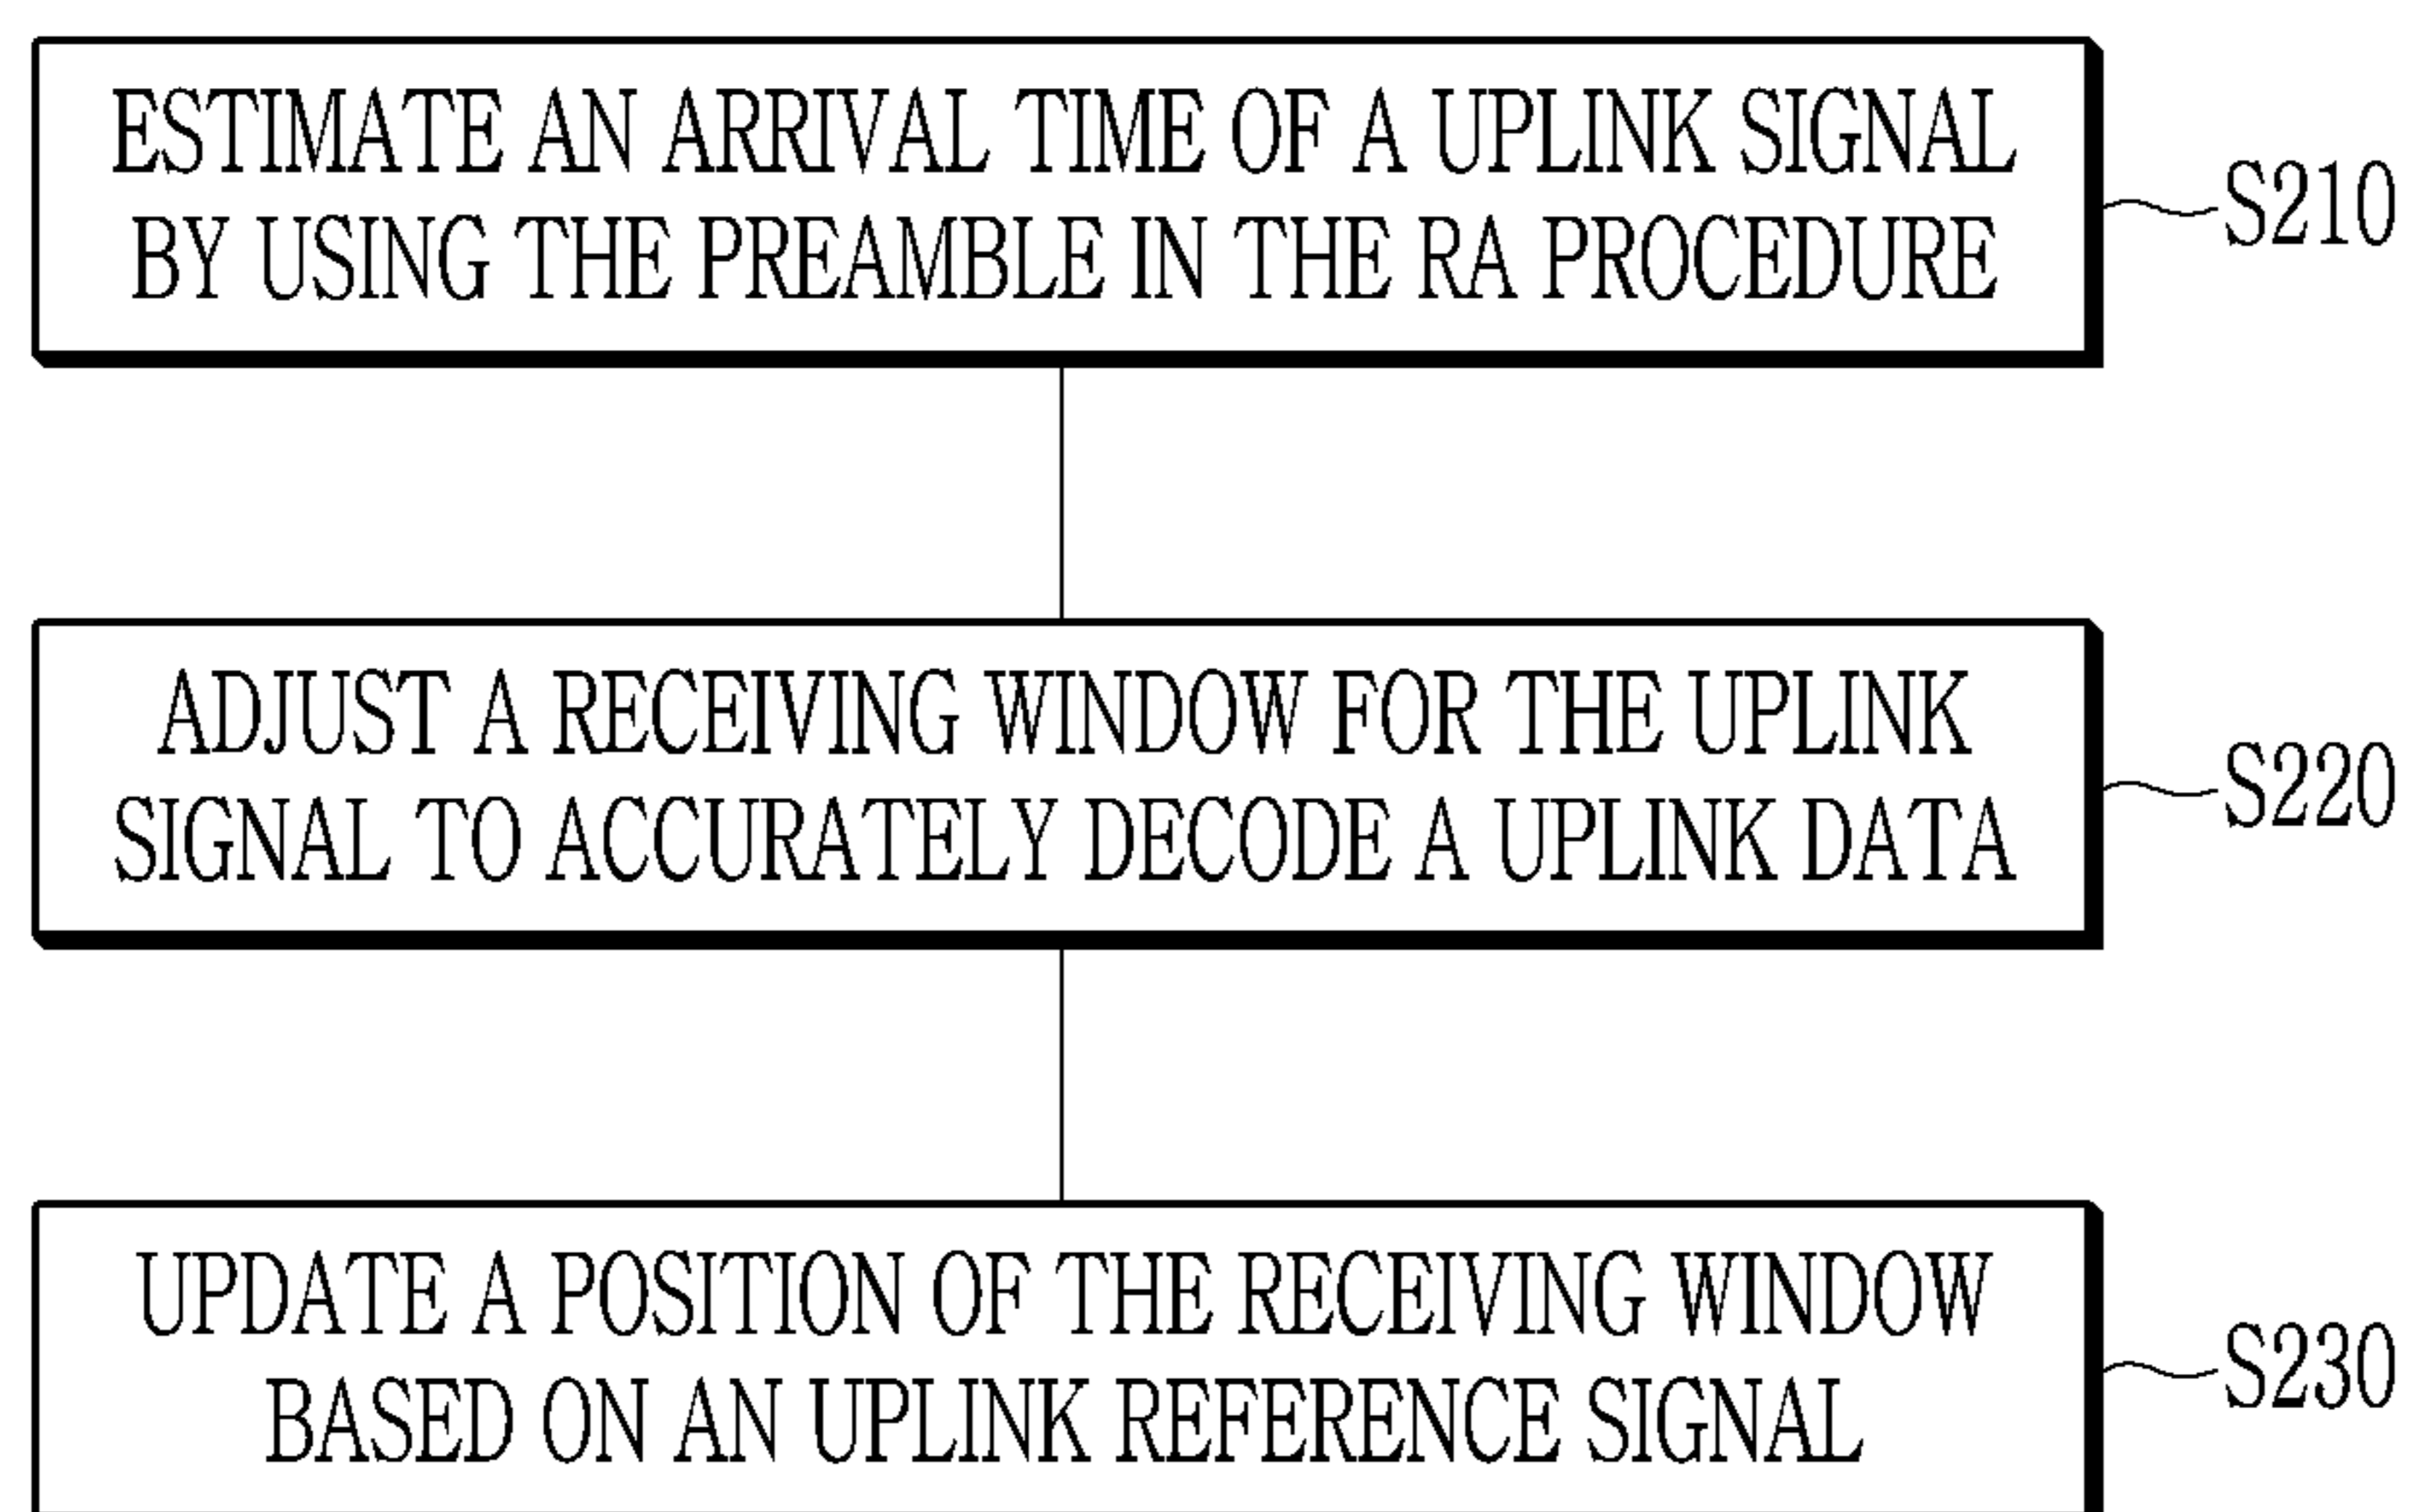 ESTIMATE AN ARRIVAL TIME OF A UPLINK SIGNAL
BY USING THE PREAMBLE IN THE RA PROCEDURE
S210
ADJUST A RECEIVING WINDOW FOR THE UPLINK
SIGNAL TO ACCURATELY DECODE A UPLINK DATA
S220
UPDATE A POSITION OF THE RECEIVING WINDOW
BASED ON AN UPLINK REFERENCE SIGNAL
S230